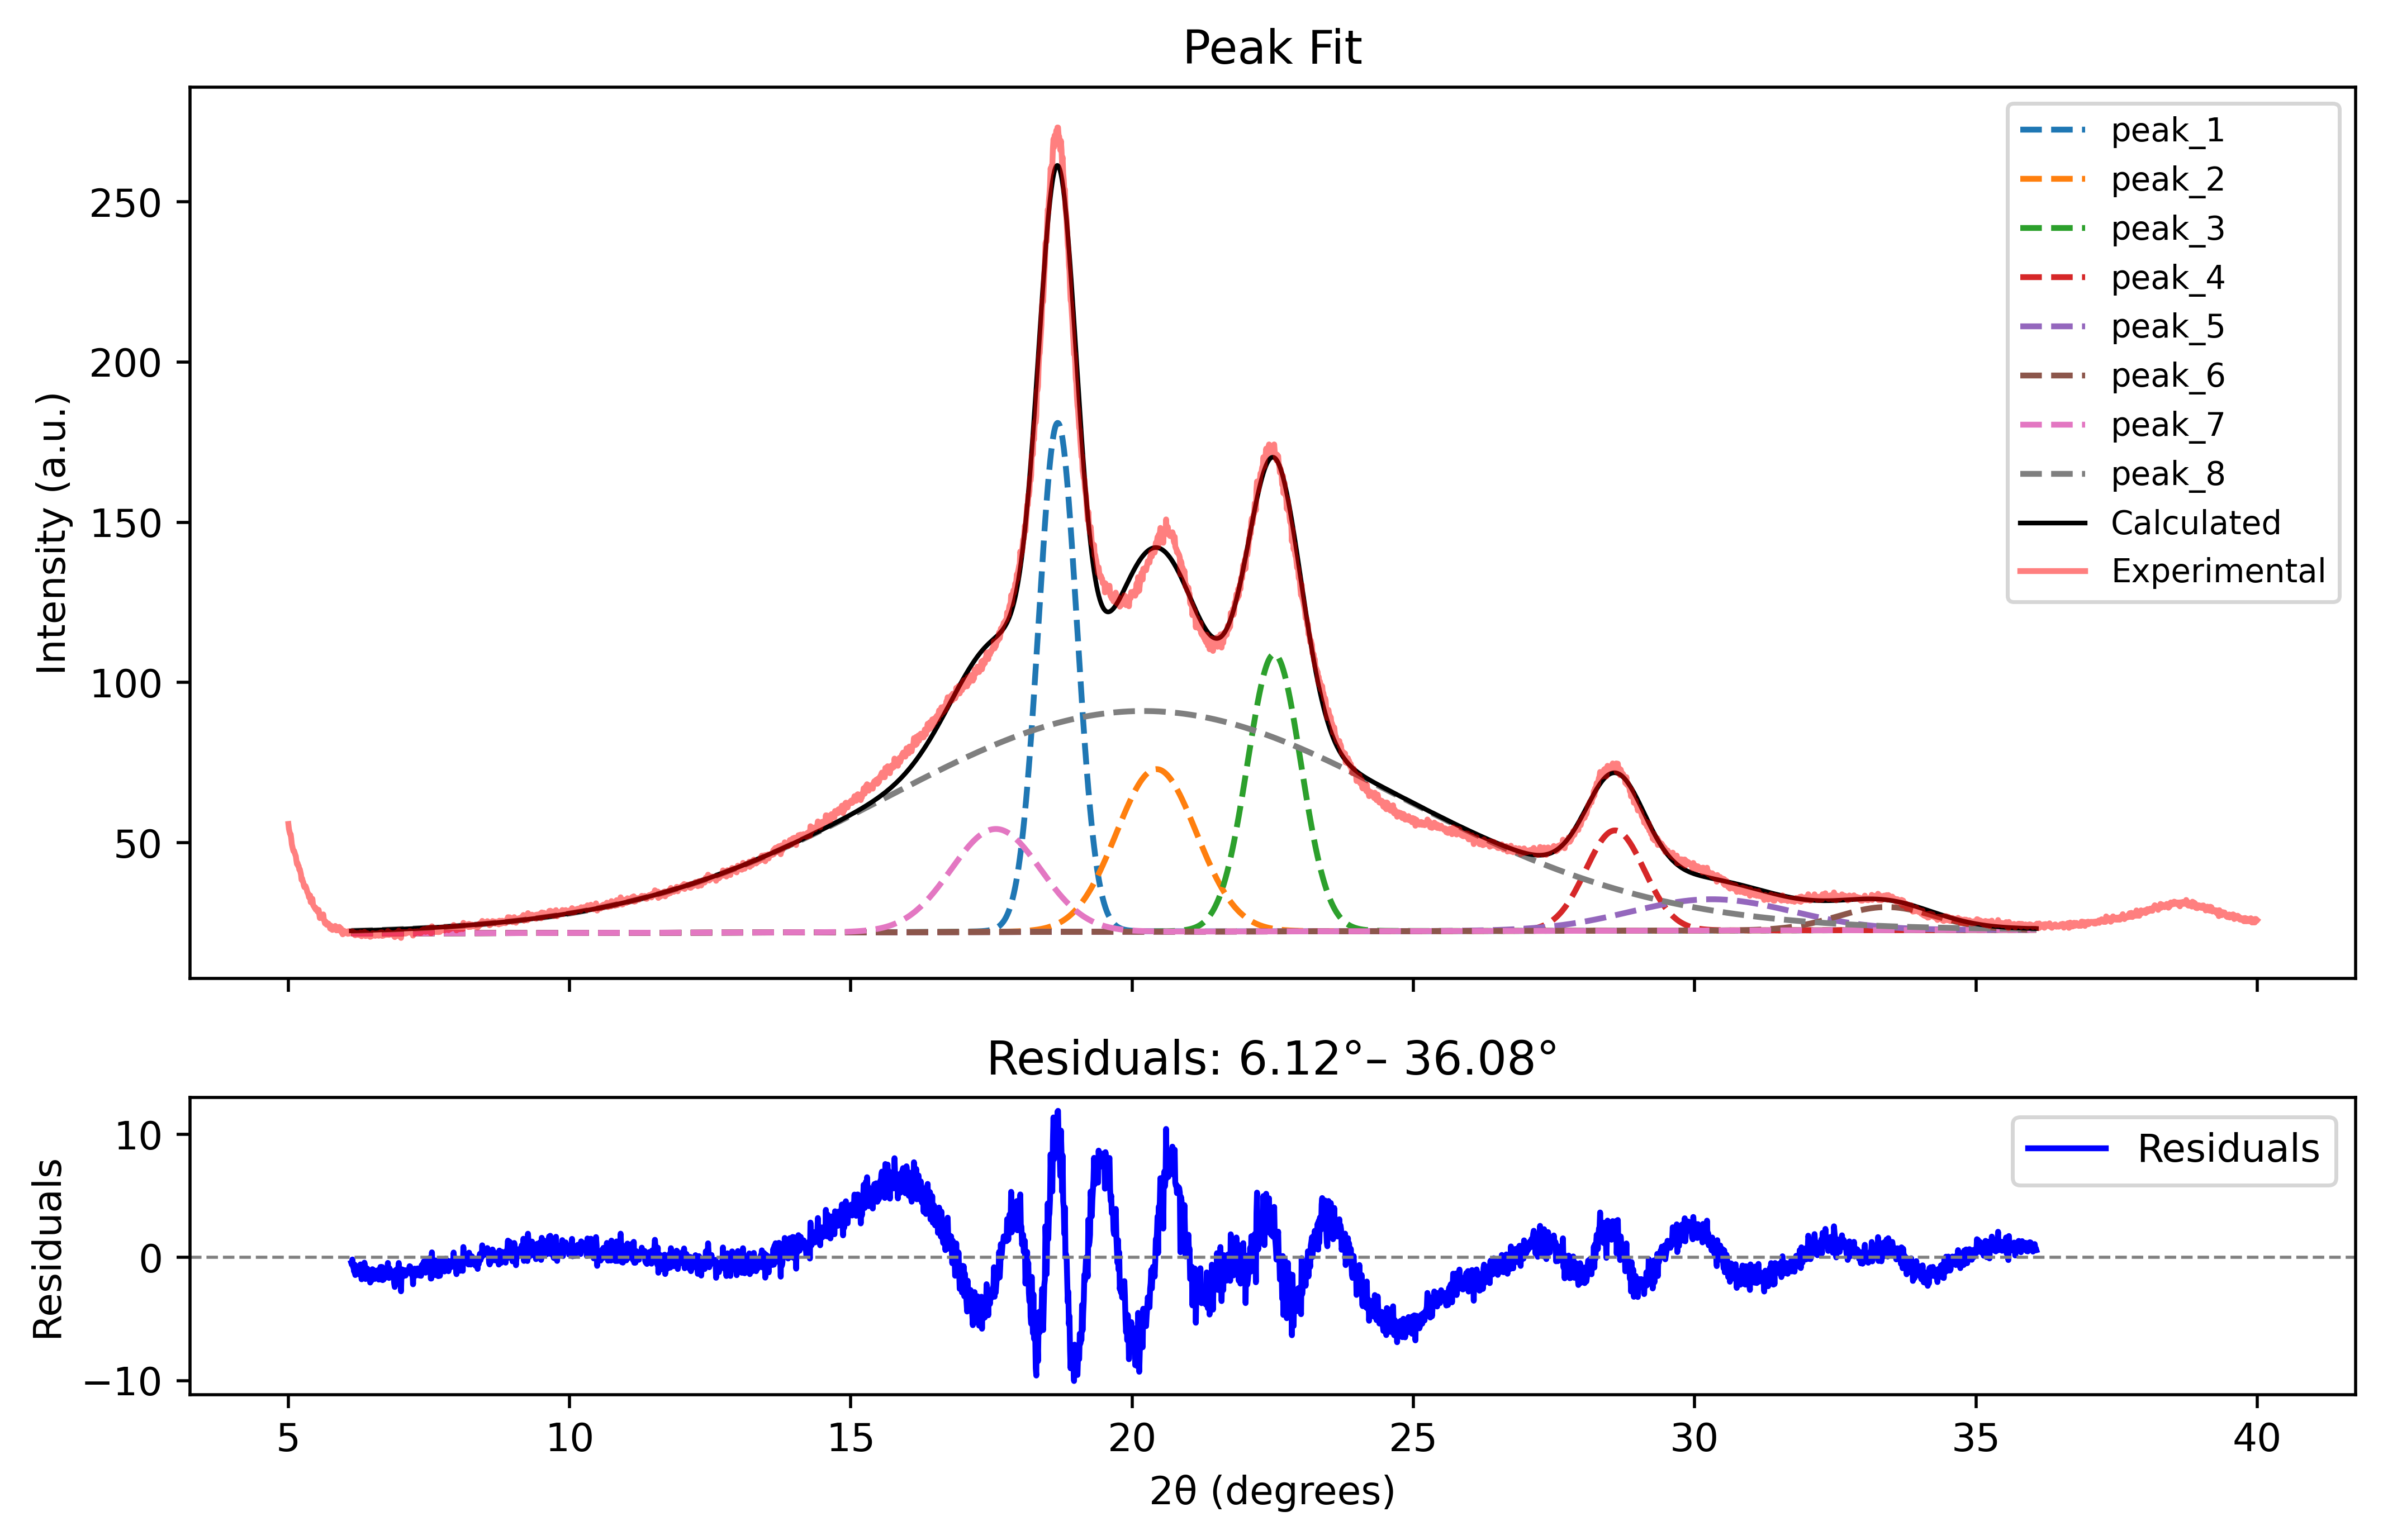 Peak Fit
Intensity (a.u.)
250
200
150
100
50
peak_1
peak_2
peak_3
peak_4
peak_5
peak_6
peak_7
peak_8
Calculated
Experimental
Residuals: 6.12°– 36.08°
Residuals
10
0
−10
Residuals
5 10 15 20 25 30 35 40
2θ (degrees)